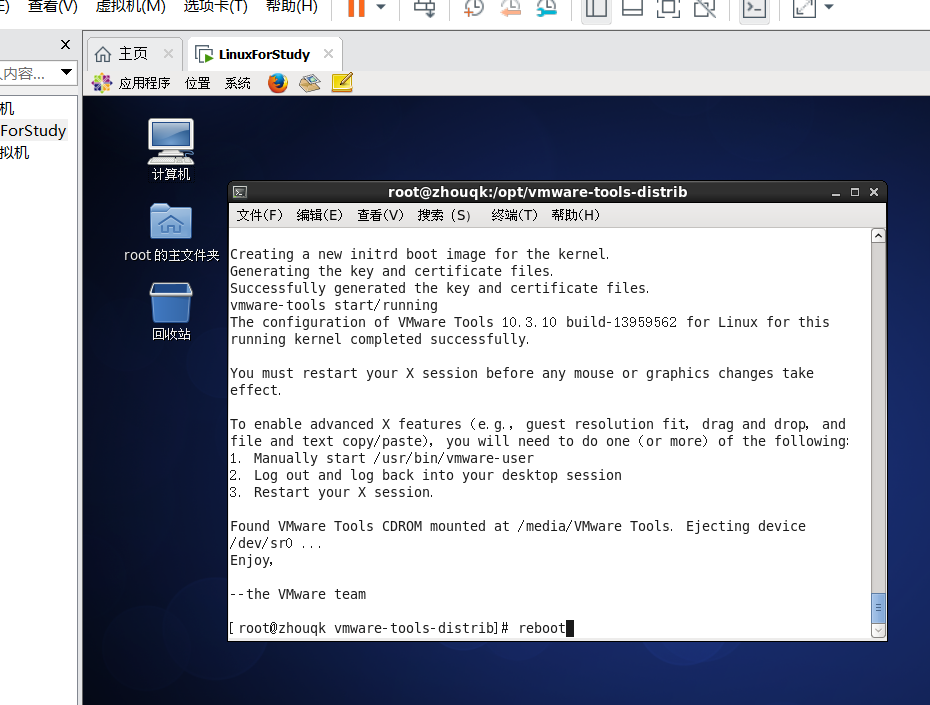 查看(V) 虚拟机(M) 选项卡(T) 帮助(H)
主页
LinuxForStudy
内容...
应用程序 位置 系统
机
ForStudy
拟机
计算机
root 的主文件夹
回收站
root@zhouqk:/opt/vmware-tools-distrib
文件(F) 编辑(E) 查看(V) 搜索 (S) 终端(T) 帮助(H)
Creating a new initrd boot image for the kernel.
Generating the key and certificate files.
Successfully generated the key and certificate files.
vmware-tools start/running
The configuration of VMware Tools 10.3.10 build-13959562 for Linux for this
running kernel completed successfully.
You must restart your X session before any mouse or graphics changes take
effect.
To enable advanced X features (e.g., guest resolution fit, drag and drop, and
file and text copy/paste), you will need to do one (or more) of the following:
1. Manually start /usr/bin/vmware-user
2. Log out and log back into your desktop session
3. Restart your X session.
Found VMware Tools CDROM mounted at /media/VMware Tools. Ejecting device
/dev/sr0 ...
Enjoy,
--the VMware team
[root@zhouqk vmware-tools-distrib]# reboot